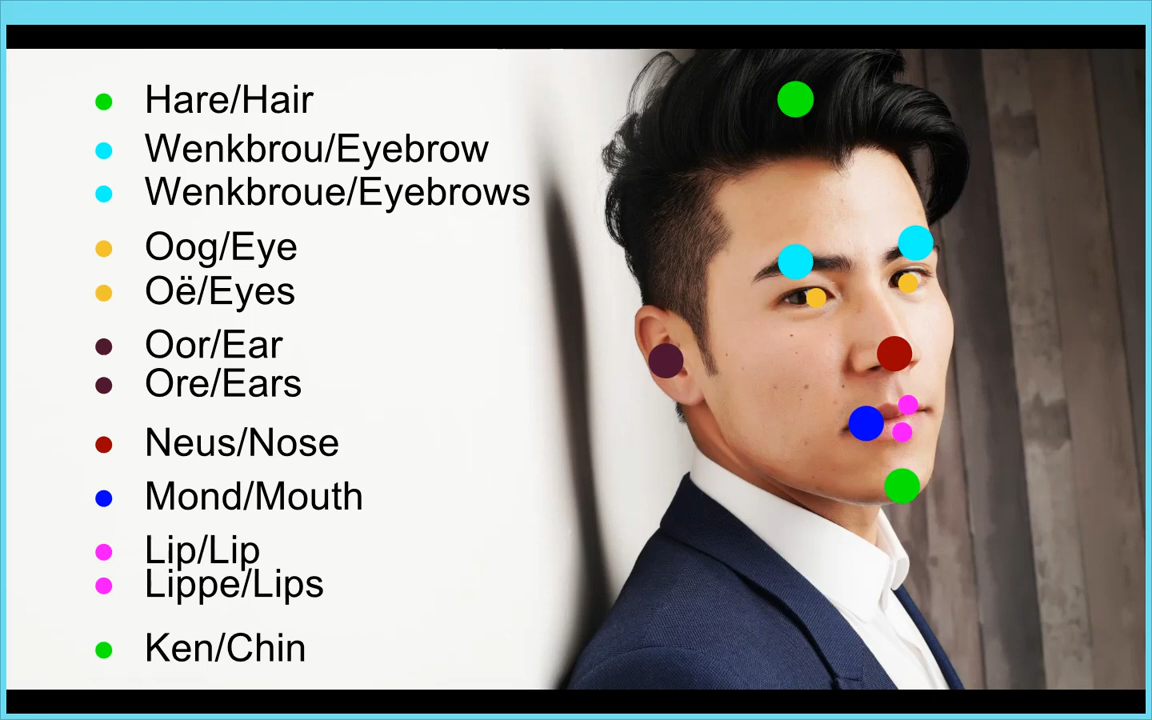 Hare/Hair
Wenkbrou/Eyebrow
Wenkbroue/Eyebrows
Oog/Eye
Oë/Eyes
Oor/Ear
Ore/Ears
Neus/Nose
Mond/Mouth
Lip/Lip
Lippe/Lips
Ken/Chin